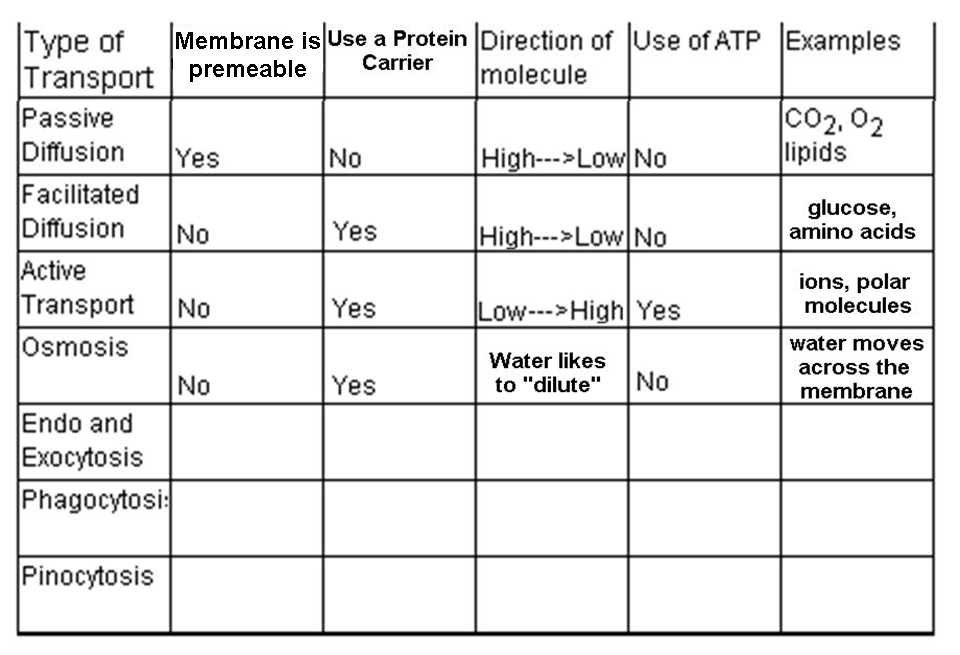 Type of
Transport
Membrane is
premeable
Use a Protein
Carrier
Direction of
molecule
Use of ATP
Examples
Passive
Diffusion
Yes
No
High--->Low
No
CO2, O2
lipids
Facilitated
Diffusion
No
Yes
High--->Low
No
glucose,
amino acids
Active
Transport
No
Yes
Low--->High
Yes
ions, polar
molecules
Osmosis
No
Yes
Water likes
to "dilute"
No
water moves
across the
membrane
Endo and
Exocytosis
Phagocytosis
Pinocytosis